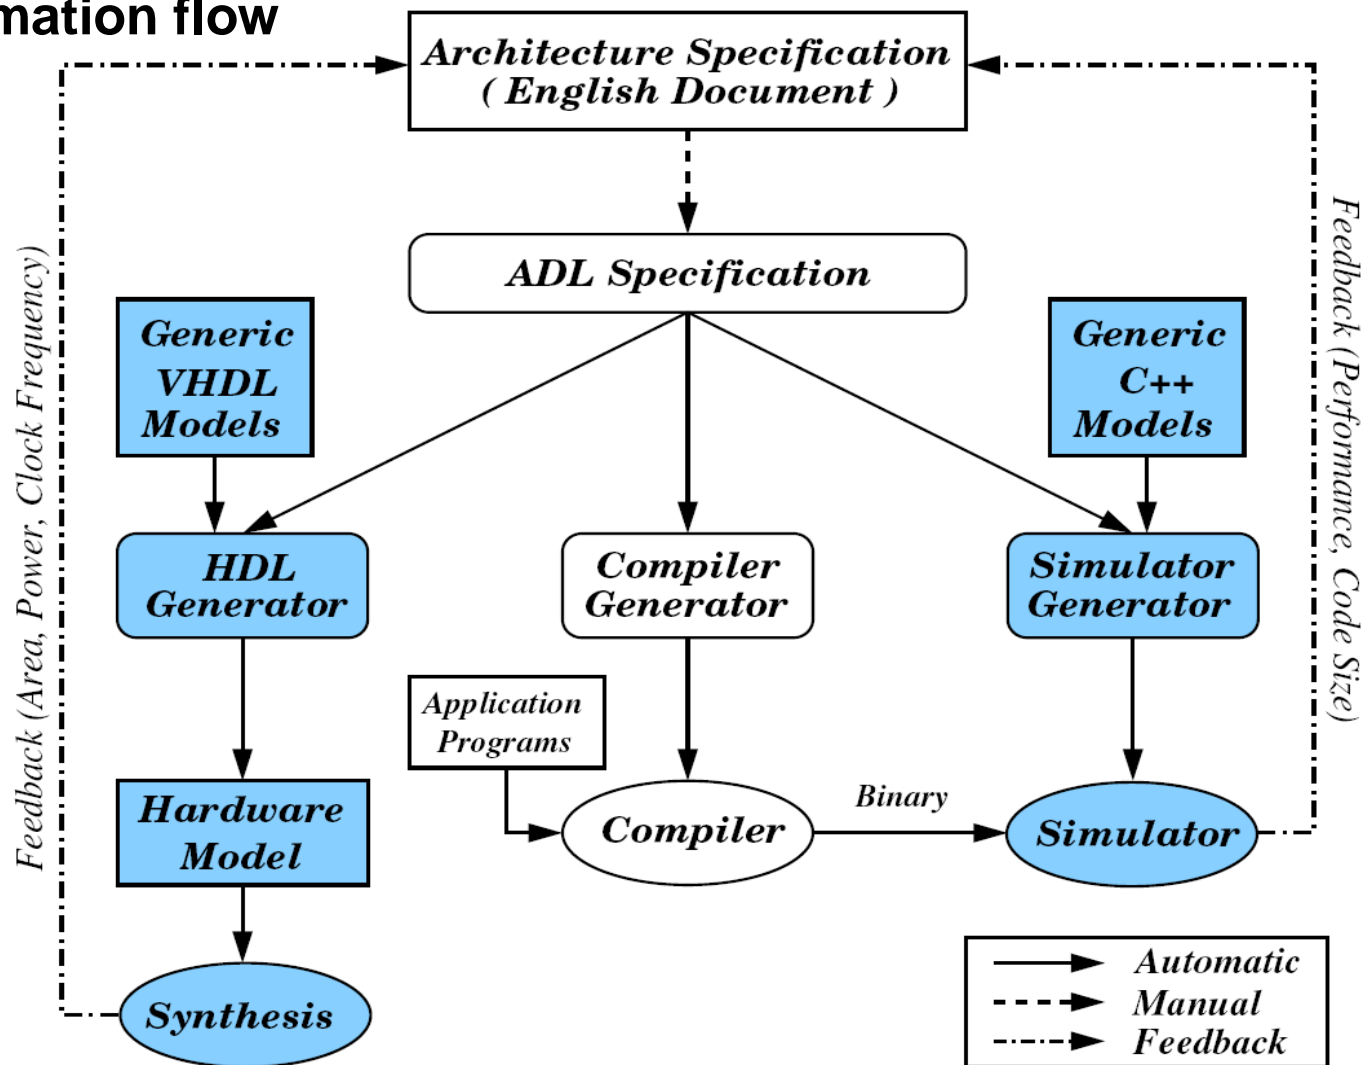 mation flow
Architecture Specification
( English Document )
ADL Specification
Generic
VHDL
Models
Generic
C++
Models
HDL
Generator
Compiler
Generator
Simulator
Generator
Application
Programs
Hardware
Model
Compiler
Binary
Simulator
Synthesis
Feedback (Area, Power, Clock Frequency)
Feedback (Performance, Code Size)
Automatic
Manual
Feedback